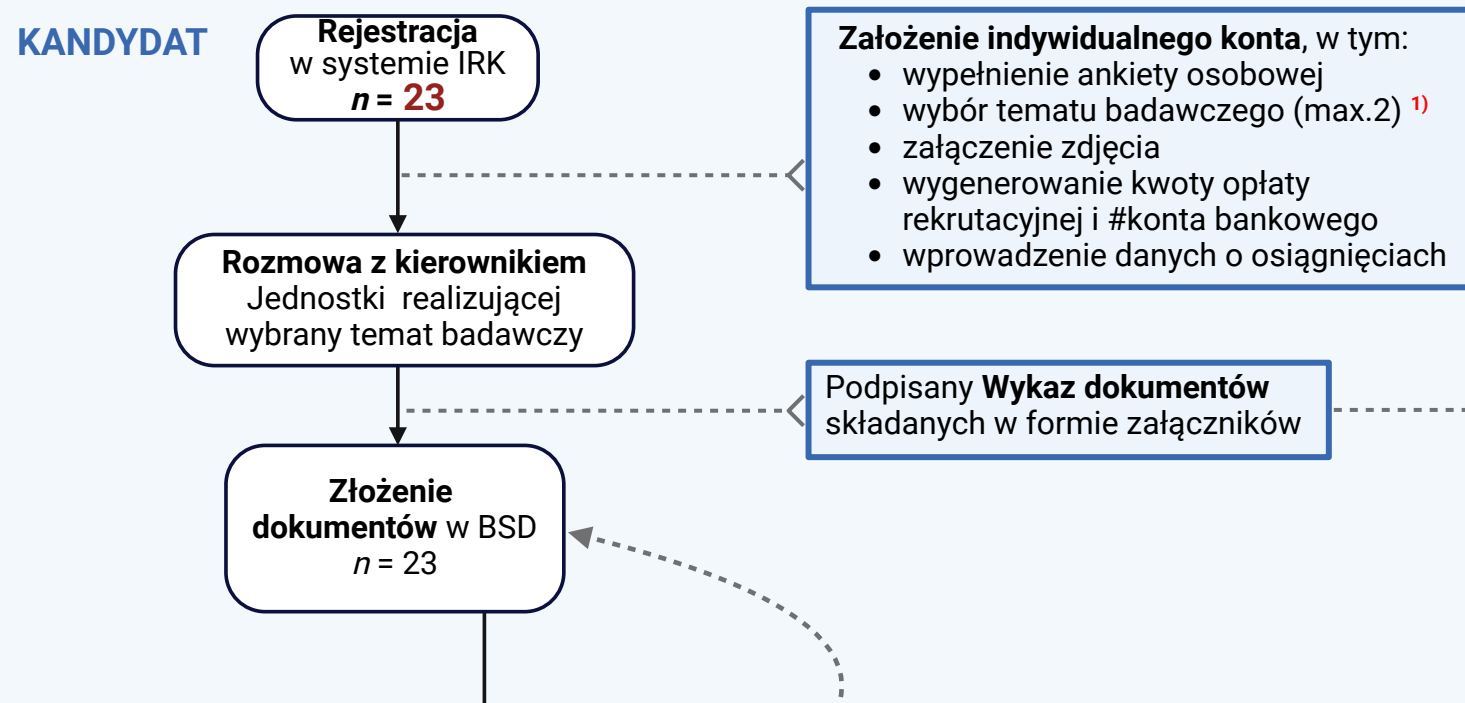 KANDYDAT
Rejestracja
w systemie IRK
n = 23
Założenie indywidualnego konta, w tym:
• wypełnienie ankiety osobowej
• wybór tematu badawczego (max.2) 1)
• załączenie zdjęcia
• wygenerowanie kwoty opłaty
rekrutacyjnej i #konta bankowego
• wprowadzenie danych o osiągnięciach
Rozmowa z kierownikiem
Jednostki realizującej
wybrany temat badawczy
Podpisany Wykaz dokumentów
składanych w formie załączników
Złożenie
dokumentów w BSD
n = 23